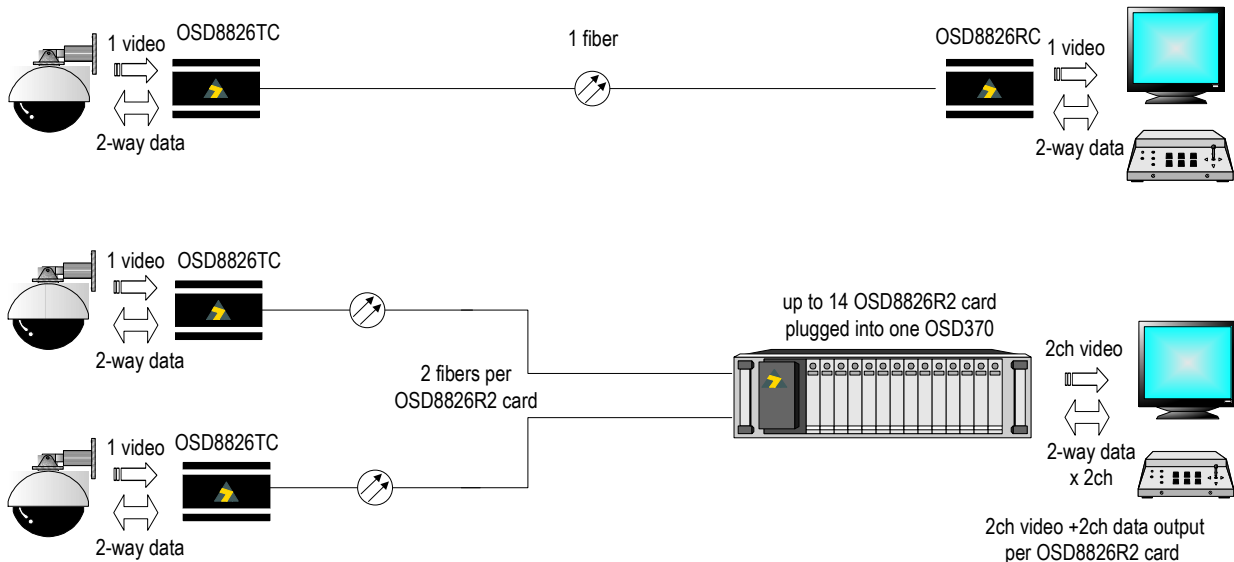 OSD8826TC
1 video
2-way data
1 fiber
OSD8826RC
1 video
2-way data
1 video
OSD8826TC
2-way data
2 fibers per
OSD8826R2 card
up to 14 OSD8826R2 card
plugged into one OSD370
2ch video
2-way data
x 2ch
1 video
OSD8826TC
2-way data
2ch video +2ch data output
per OSD8826R2 card